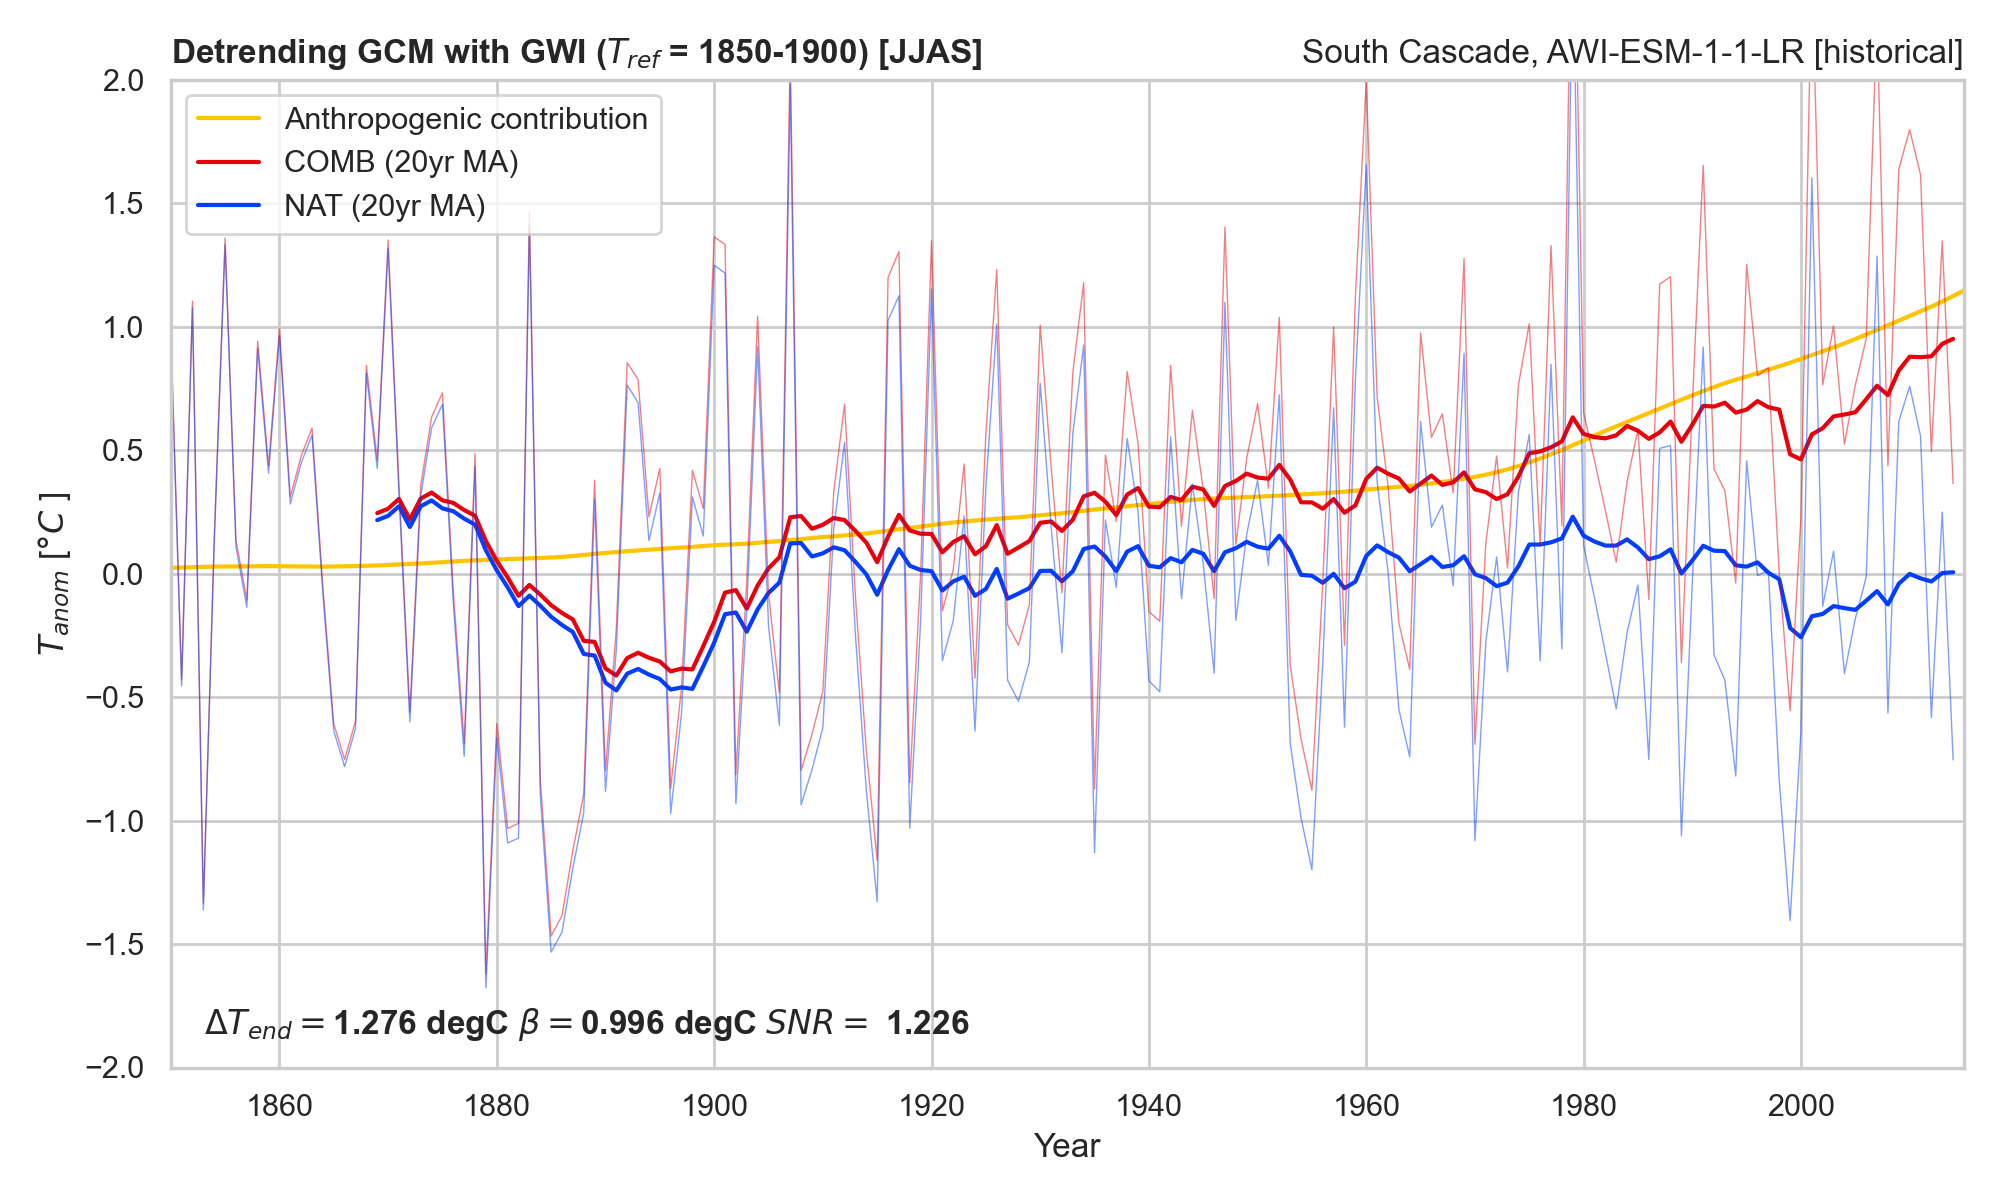 Detrending GCM with GWI (T_ref = 1850-1900) [JJAS]
South Cascade, AWI-ESM-1-1-LR [historical]
Anthropogenic contribution
COMB (20yr MA)
NAT (20yr MA)
2.0
1.5
1.0
0.5
0.0
−0.5
−1.0
−1.5
−2.0
T_anom [°C ]
ΔT_end = 1.276 degC β = 0.996 degC SNR = 1.226
1860 1880 1900 1920 1940 1960 1980 2000
Year